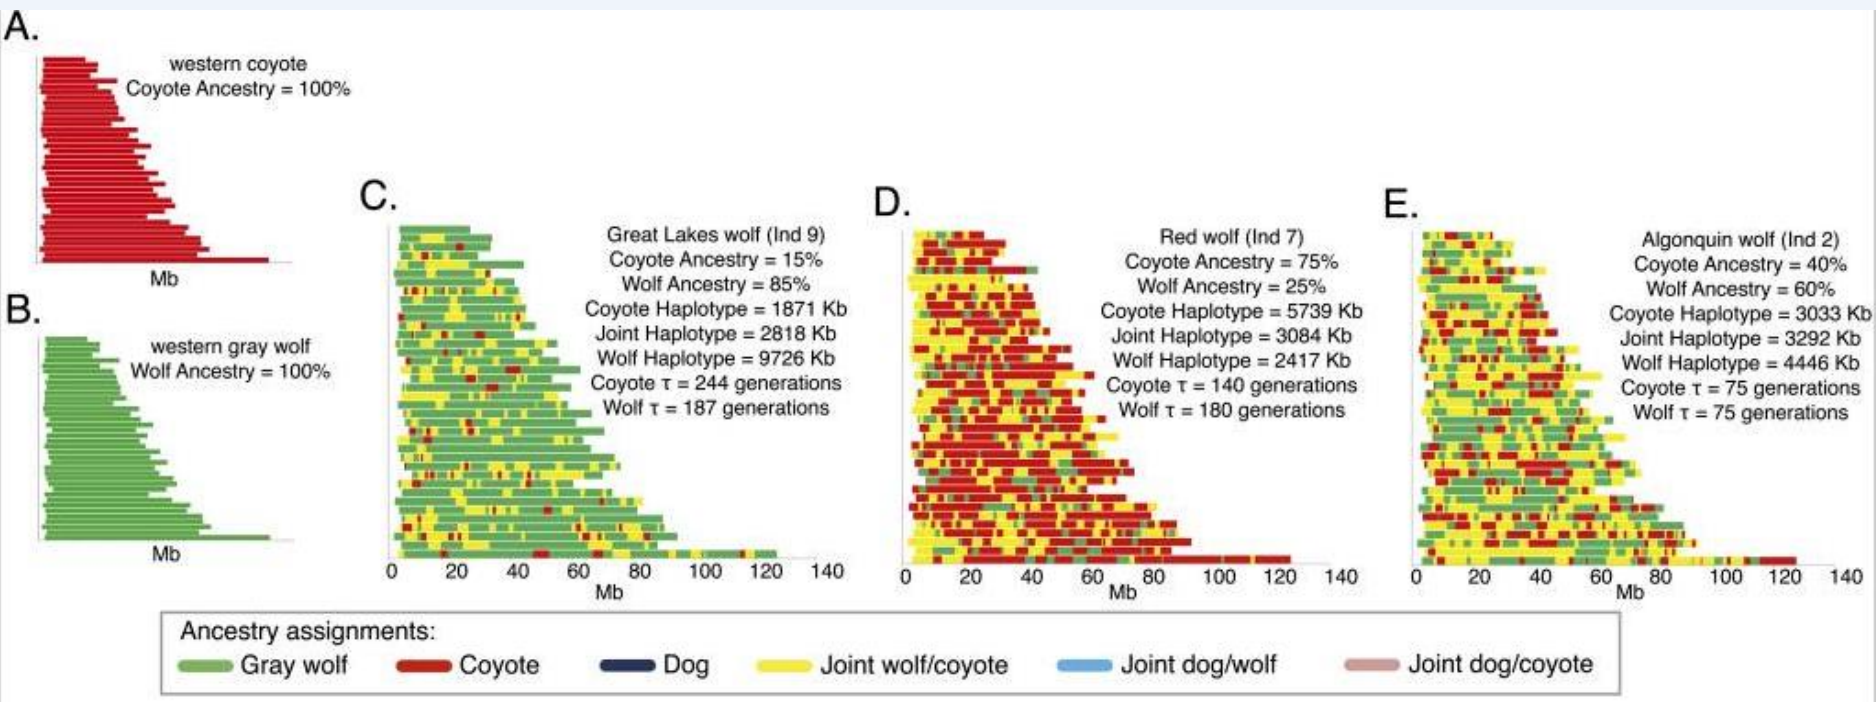 A.
western coyote
Coyote Ancestry = 100%
Mb
B.
western gray wolf
Wolf Ancestry = 100%
Mb
C.
Great Lakes wolf (Ind 9)
Coyote Ancestry = 15%
Wolf Ancestry = 85%
Coyote Haplotype = 1871 Kb
Joint Haplotype = 2818 Kb
Wolf Haplotype = 9726 Kb
Coyote τ = 244 generations
Wolf τ = 187 generations
0 20 40 60 80 100 120 140
Mb
D.
Red wolf (Ind 7)
Coyote Ancestry = 75%
Wolf Ancestry = 25%
Coyote Haplotype = 5739 Kb
Joint Haplotype = 3084 Kb
Wolf Haplotype = 2417 Kb
Coyote τ = 140 generations
Wolf τ = 180 generations
0 20 40 60 80 100 120 140
Mb
E.
Algonquin wolf (Ind 2)
Coyote Ancestry = 40%
Wolf Ancestry = 60%
Coyote Haplotype = 3033 Kb
Joint Haplotype = 3292 Kb
Wolf Haplotype = 4446 Kb
Coyote τ = 75 generations
Wolf τ = 75 generations
0 20 40 60 80 100 120 140
Mb
Ancestry assignments:
Gray wolf Coyote Dog Joint wolf/coyote Joint dog/wolf Joint dog/coyote